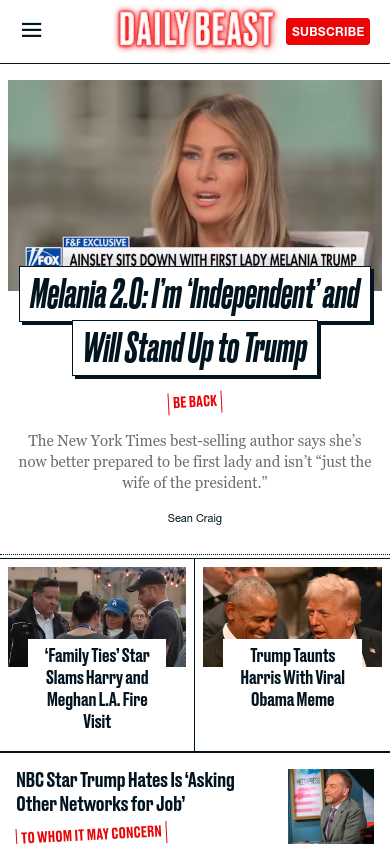 DAILY BEAST
SUBSCRIBE
F&F EXCLUSIVE
FOX
AINSLEY SITS DOWN WITH FIRST LADY MELANIA TRUMP
Melania 2.0: I’m ‘Independent’ and
Will Stand Up to Trump
BE BACK
The New York Times best-selling author says she’s
now better prepared to be first lady and isn’t “just the
wife of the president.”
Sean Craig
‘Family Ties’ Star
Slams Harry and
Meghan L.A. Fire
Visit
Trump Taunts
Harris With Viral
Obama Meme
NBC Star Trump Hates Is ‘Asking
Other Networks for Job’
TO WHOM IT MAY CONCERN